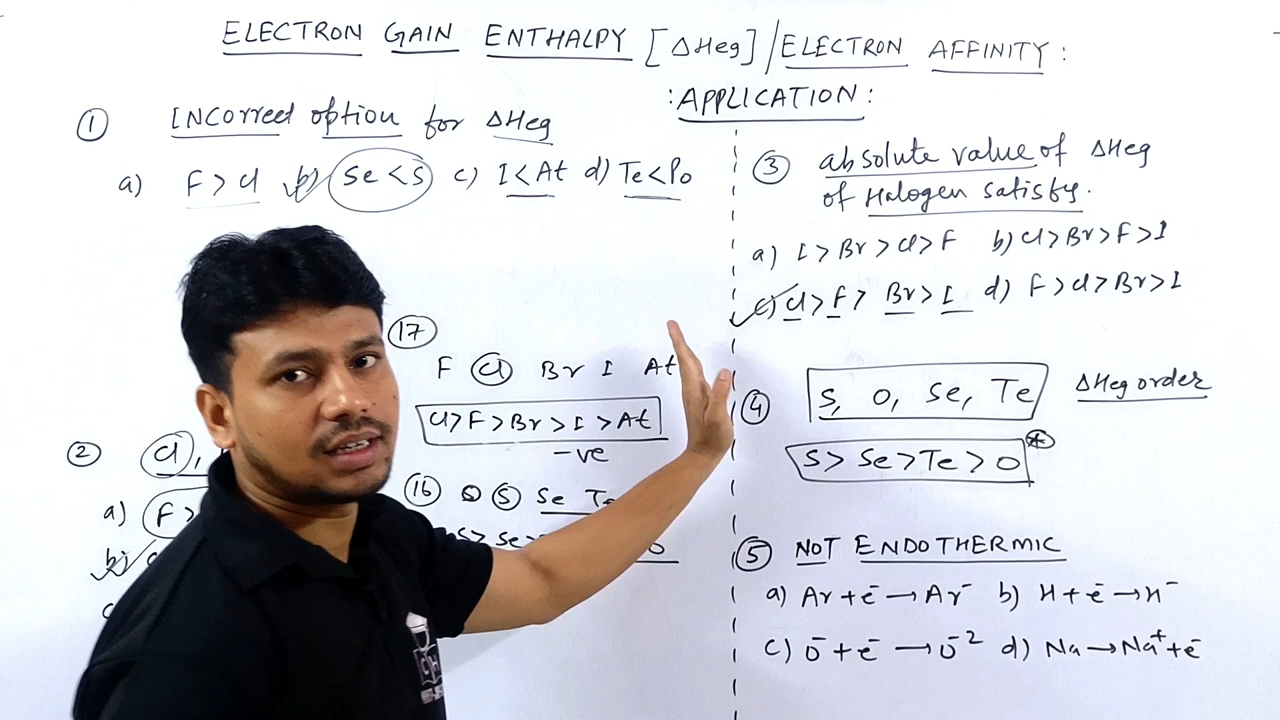 ELECTRON GAIN ENTHALPY [ΔHeg] / ELECTRON AFFINITY :
: APPLICATION :
① INCorrect option for ΔHeg
a) F > Cl b) Se < S c) I < At d) Te < Po
② Cl,
a) F >
b)
⑰
F Cl Br I At
Cl > F > Br > I > At
-ve
⑯ O S Se Te
S > Se > O
③ absolute value of ΔHeg
of Halogen satisfy.
a) I > Br > Cl > F b) Cl > Br > F > I
c) Cl > F > Br > I d) F > Cl > Br > I
④ S, O, Se, Te ΔHeg order
S > Se > Te > O
⑤ NOT ENDOTHERMIC
a) Ar + e⁻ → Ar⁻ b) H + e⁻ → H⁻
c) O⁻ + e⁻ → O⁻² d) Na → Na⁺ + e⁻
CH